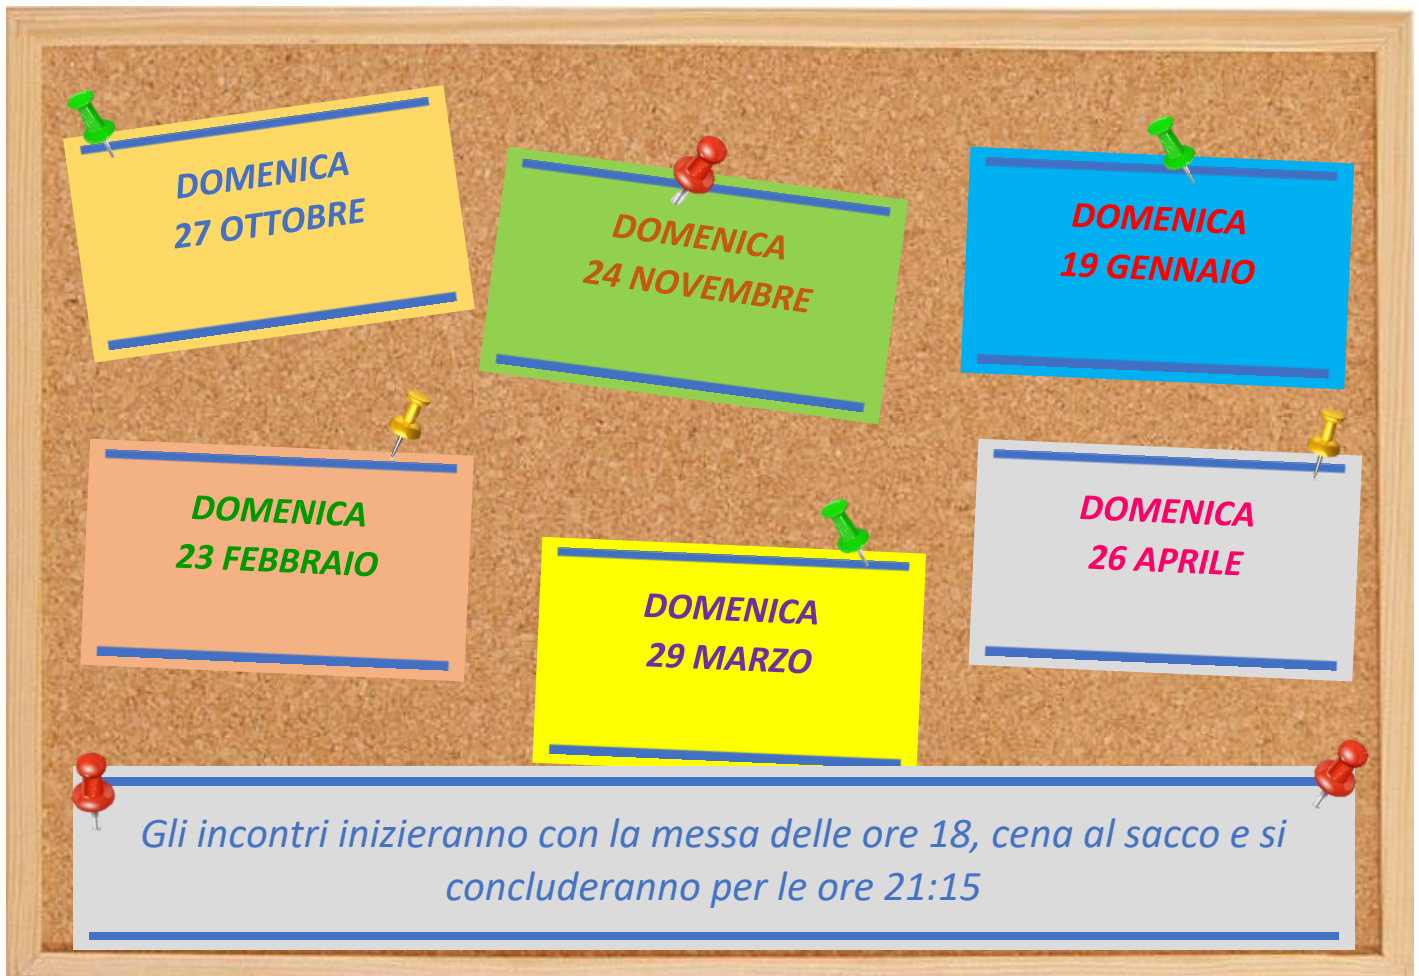 DOMENICA
27 OTTOBRE
DOMENICA
24 NOVEMBRE
DOMENICA
19 GENNAIO
DOMENICA
23 FEBBRAIO
DOMENICA
29 MARZO
DOMENICA
26 APRILE
Gli incontri inizieranno con la messa delle ore 18, cena al sacco e si
concluderanno per le ore 21:15